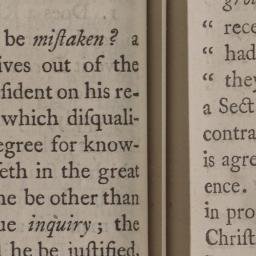 be miſtaken? a
ives out of the
fident on his re-
which diſquali-
egree for know-
eth in the great
he be other than
ue inquiry; the
he be juſtified,
“ rece
“ had
“ they
a Sect
contra
is agre
ence.
in pro
Chriſt